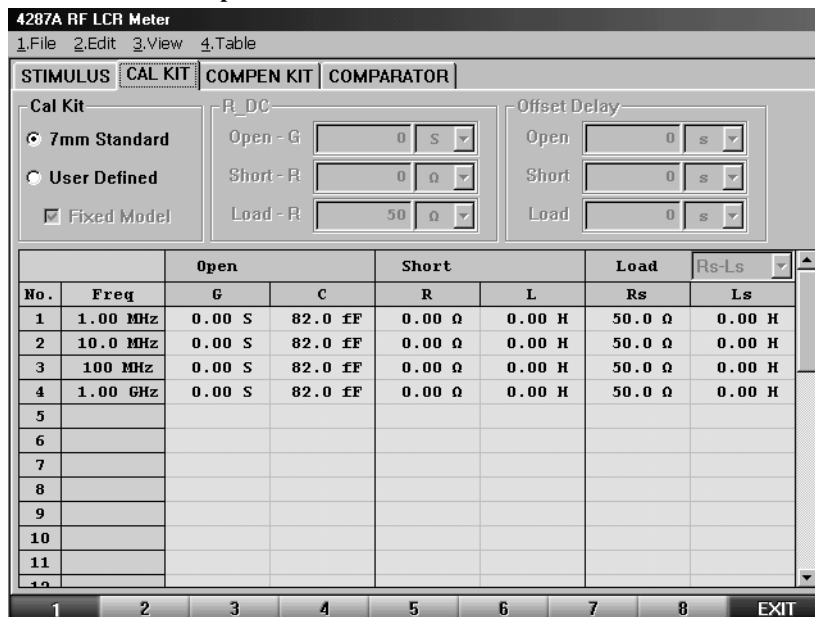 4287A RF LCR Meter
1.File 2.Edit 3.View 4.Table
STIMULUS CAL KIT COMPEN KIT COMPARATOR
Cal Kit R_DC Offset Delay
7mm Standard Open - G 0 S Open 0 s
User Defined Short - R 0 Ω Short 0 s
Fixed Model Load - R 50 Ω Load 0 s
Open Short Load Rs-Ls
No. Freq G C R L Rs Ls
1 1.00 MHz 0.00 S 82.0 fF 0.00 Ω 0.00 H 50.0 Ω 0.00 H
2 10.0 MHz 0.00 S 82.0 fF 0.00 Ω 0.00 H 50.0 Ω 0.00 H
3 100 MHz 0.00 S 82.0 fF 0.00 Ω 0.00 H 50.0 Ω 0.00 H
4 1.00 GHz 0.00 S 82.0 fF 0.00 Ω 0.00 H 50.0 Ω 0.00 H
5
6
7
8
9
10
11
1 2 3 4 5 6 7 8 EXIT